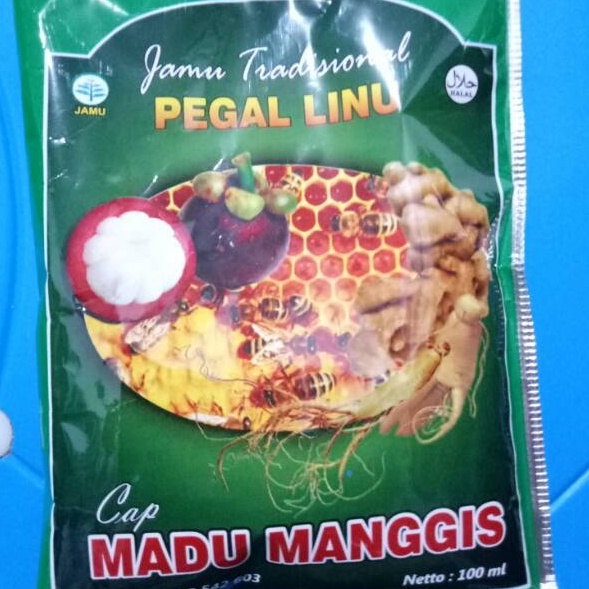 Jamu Tradisional
PEGAL LINU
JAMU
حلال
HALAL
Cap
MADU MANGGIS
Netto : 100 ml